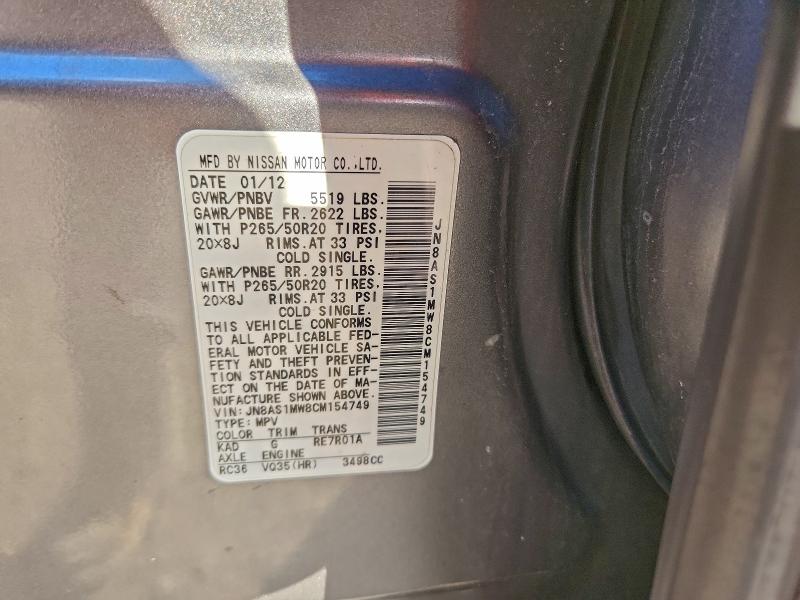 MFD BY NISSAN MOTOR CO.,LTD.
DATE 01/12
GVWR/PNBV 5519 LBS.
GAWR/PNBE FR. 2622 LBS.
WITH P265/50R20 TIRES,
20×8J RIMS.AT 33 PSI
COLD SINGLE.
GAWR/PNBE RR. 2915 LBS.
WITH P265/50R20 TIRES,
20×8J RIMS.AT 33 PSI
COLD SINGLE.
THIS VEHICLE CONFORMS
TO ALL APPLICABLE FED-
ERAL MOTOR VEHICLE SA-
FETY AND THEFT PREVEN-
TION STANDARDS IN EFF-
ECT ON THE DATE OF MA-
NUFACTURE SHOWN ABOVE.
VIN: JN8AS1MW8CM154749
TYPE: MPV
COLOR TRIM TRANS
KAD G RE7R01A
AXLE ENGINE
RC36 VQ35(HR) 3498CC
JN8AS1MW8CM154749